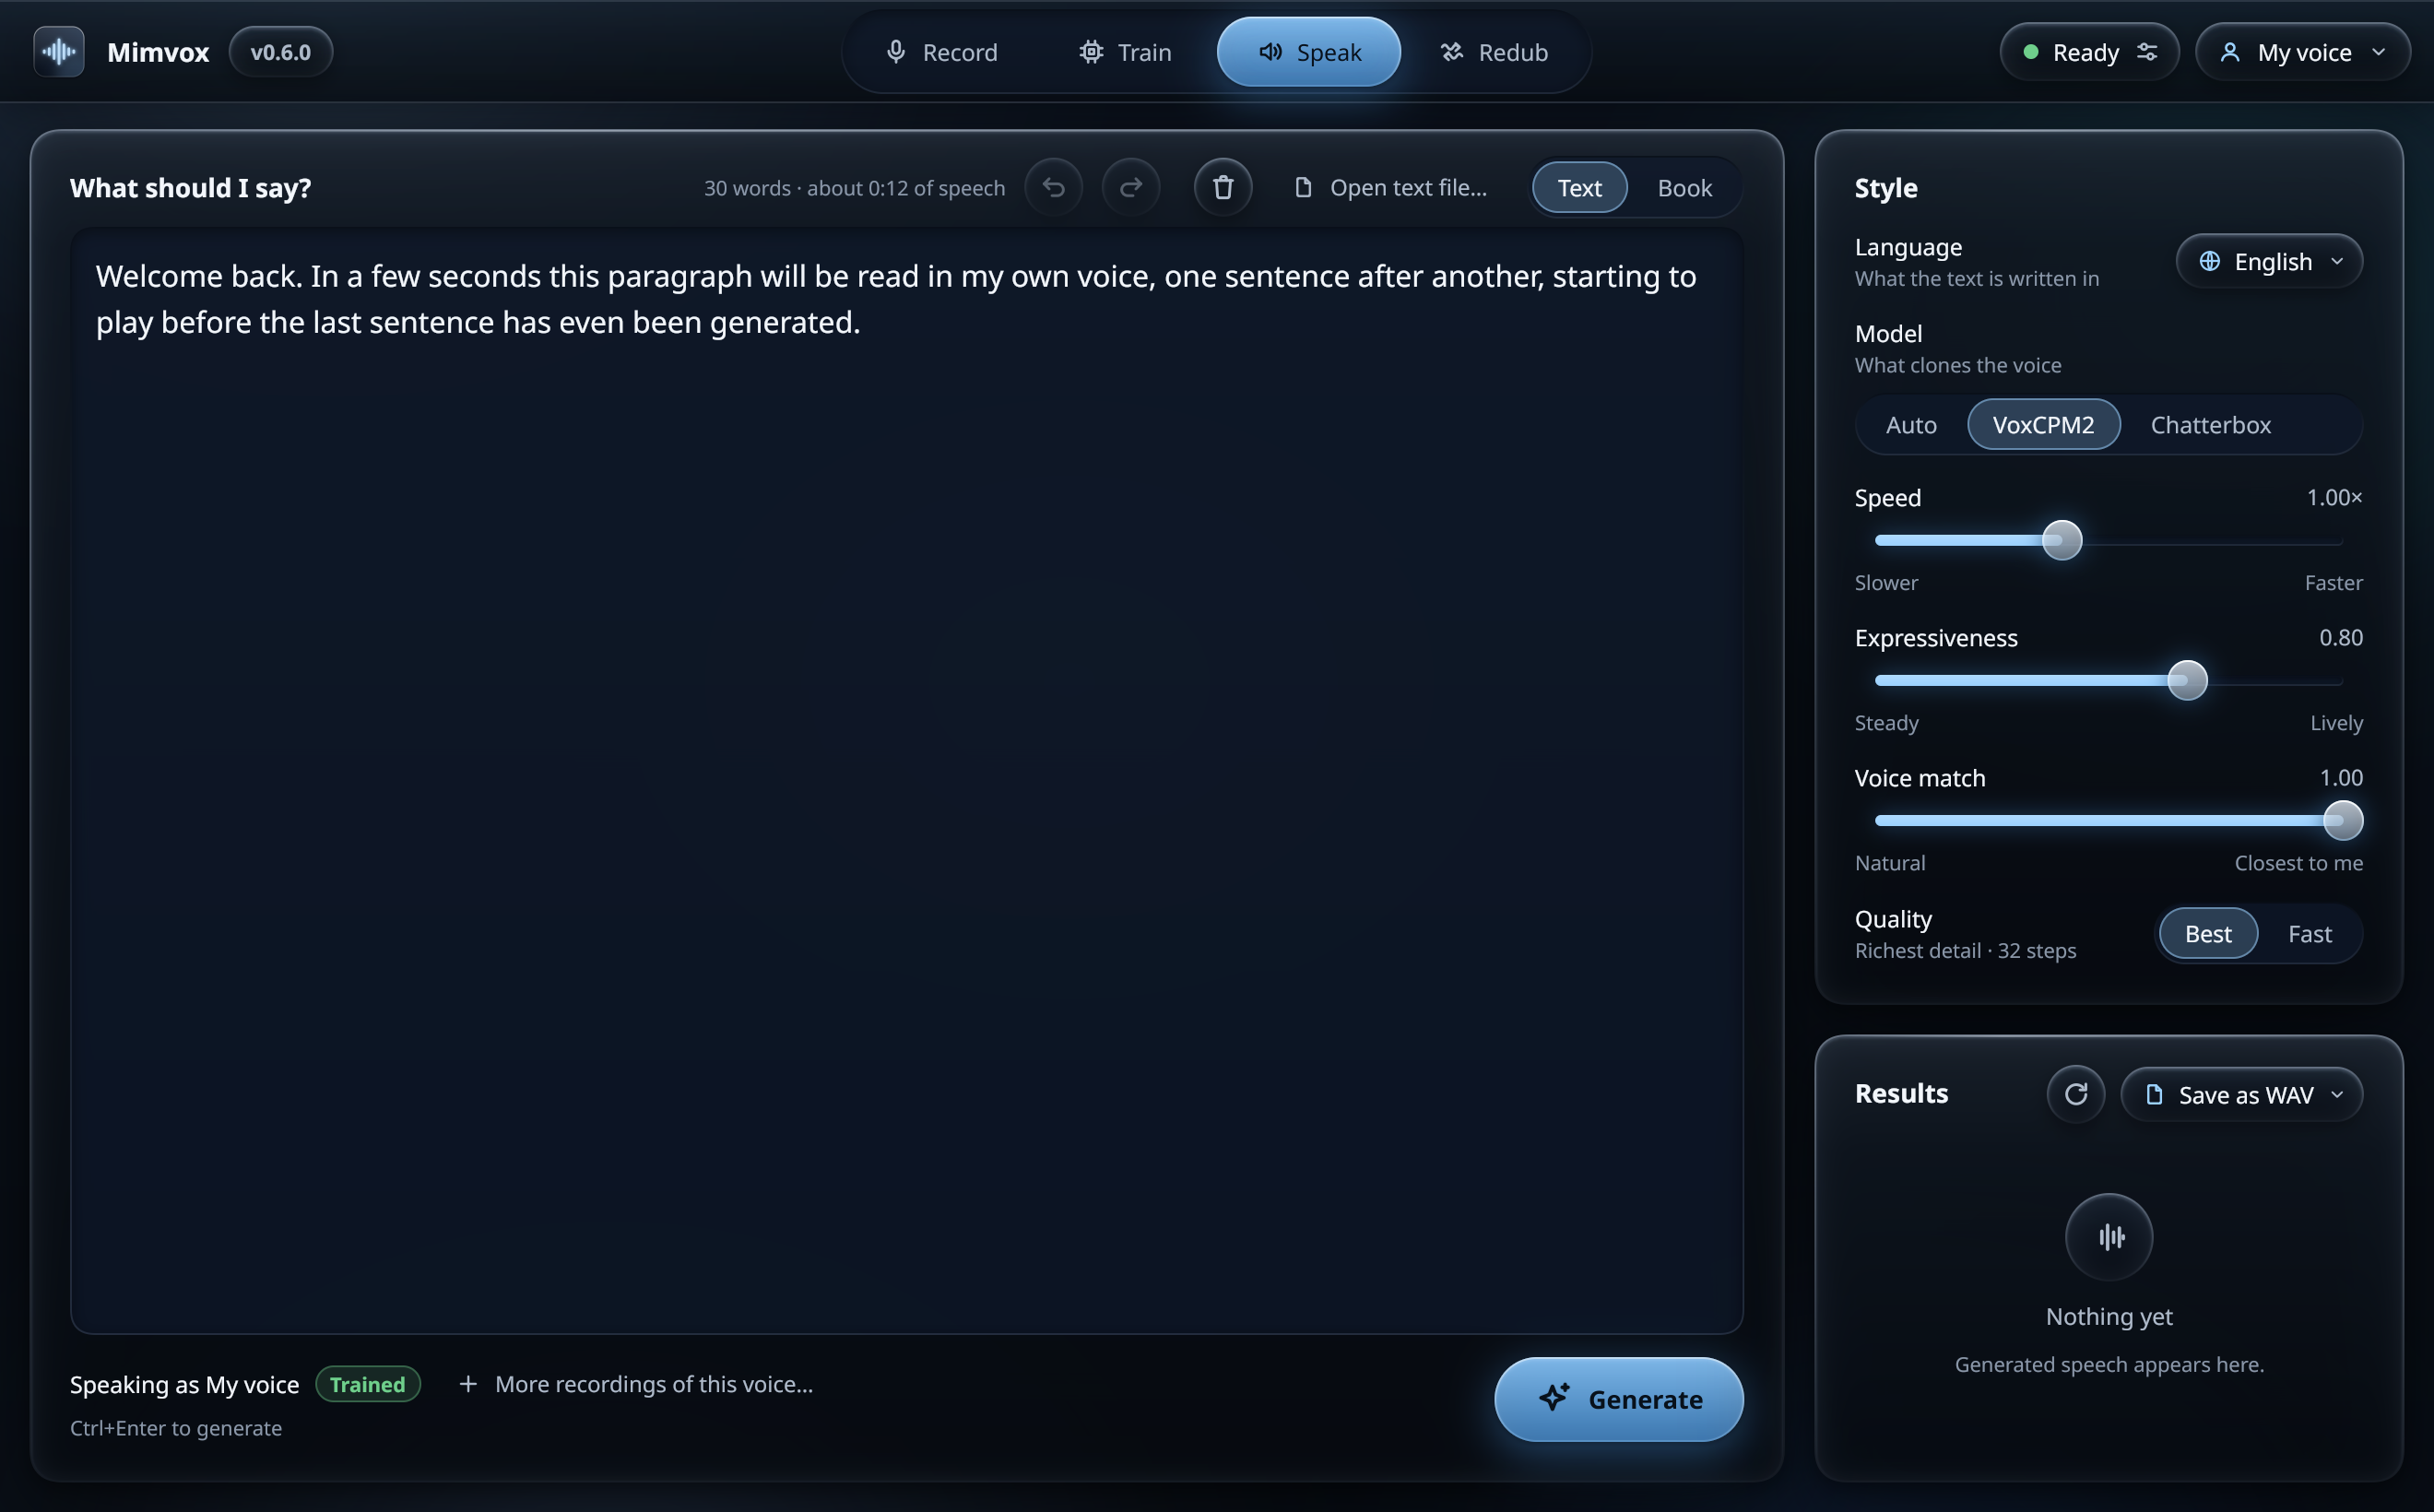 Mimvox
v0.6.0
Record
Train
Speak
Redub
Ready
My voice
What should I say?
30 words · about 0:12 of speech
Open text file...
Text
Book
Welcome back. In a few seconds this paragraph will be read in my own voice, one sentence after another, starting to
play before the last sentence has even been generated.
Speaking as My voice
Trained
More recordings of this voice...
Ctrl+Enter to generate
Generate
Style
Language
What the text is written in
English
Model
What clones the voice
Auto
VoxCPM2
Chatterbox
Speed
1.00×
Slower
Faster
Expressiveness
0.80
Steady
Lively
Voice match
1.00
Natural
Closest to me
Quality
Richest detail · 32 steps
Best
Fast
Results
Save as WAV
Nothing yet
Generated speech appears here.